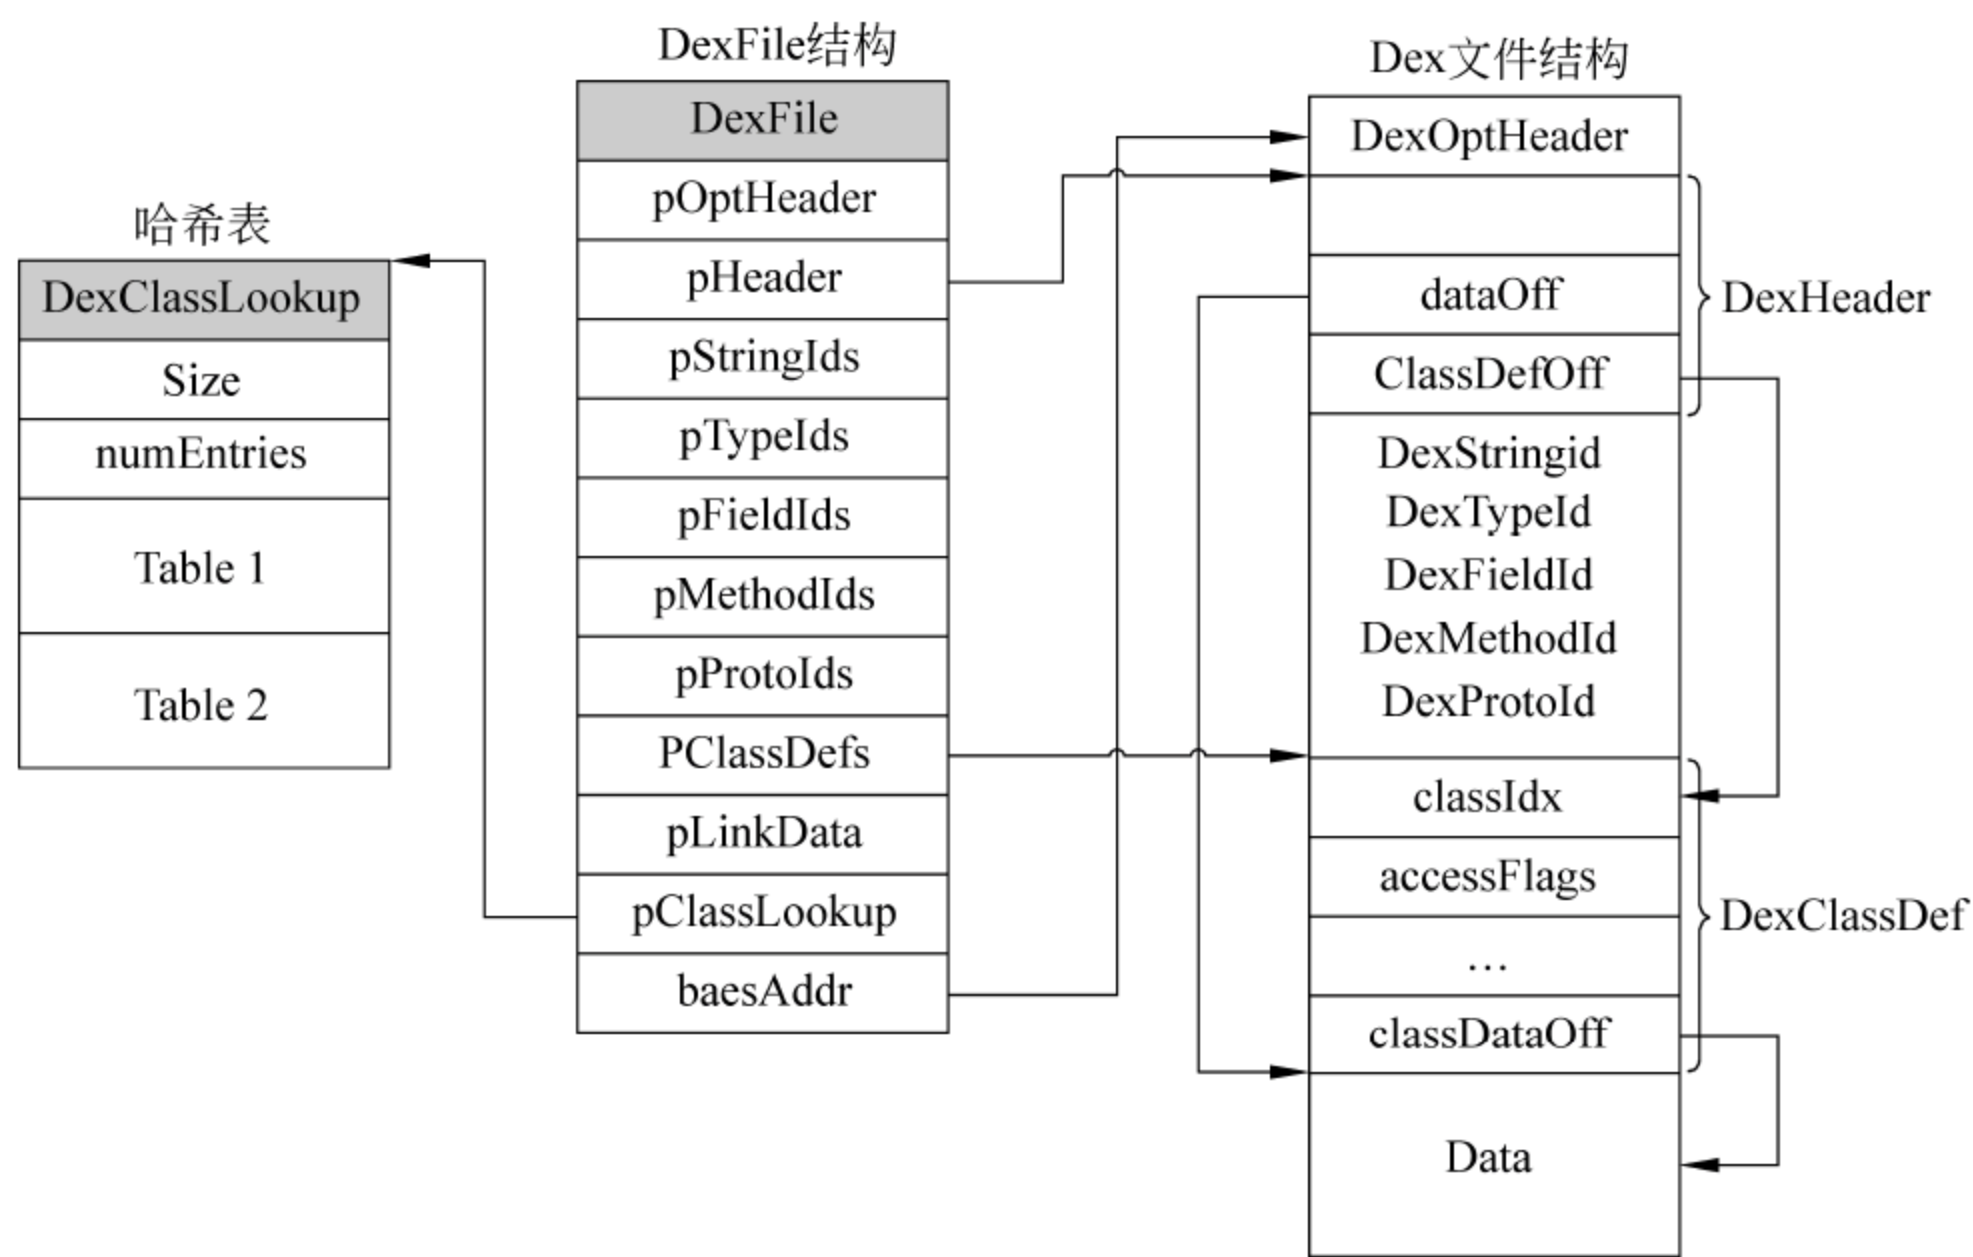 哈希表
DexClassLookup
Size
numEntries
Table 1
Table 2
DexFile结构
DexFile
pOptHeader
pHeader
pStringIds
pTypeIds
pFieldIds
pMethodIds
pProtoIds
PClassDefs
pLinkData
pClassLookup
baesAddr
Dex文件结构
DexOptHeader
dataOff
ClassDefOff
DexStringid
DexTypeId
DexFieldId
DexMethodId
DexProtoId
classIdx
accessFlags
…
classDataOff
Data
DexHeader
DexClassDef